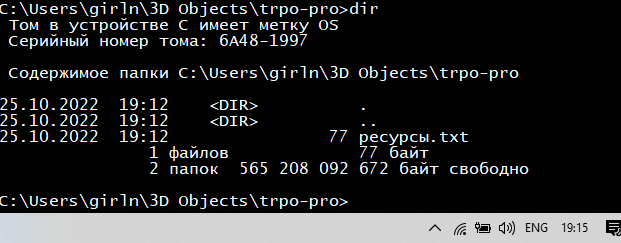 C:\Users\girln\3D Objects\trpo-pro>dir
Том в устройстве C имеет метку OS
Серийный номер тома: 6A48-1997
Содержимое папки C:\Users\girln\3D Objects\trpo-pro
25.10.2022  19:12    <DIR>          .
25.10.2022  19:12    <DIR>          ..
25.10.2022  19:12                77 ресурсы.txt
1 файлов             77 байт
2 папок  565 208 092 672 байт свободно
C:\Users\girln\3D Objects\trpo-pro>
ENG 19:15